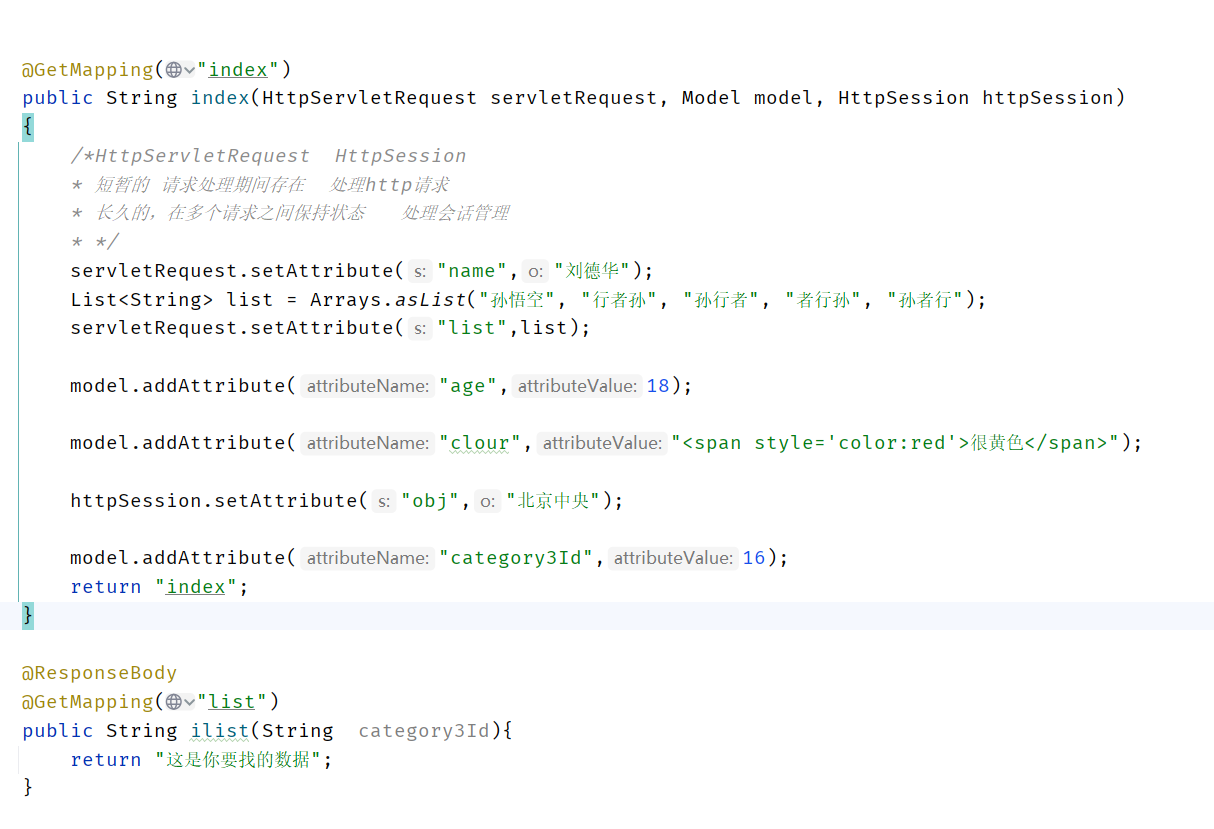 @GetMapping("index")
public String index(HttpServletRequest servletRequest, Model model, HttpSession httpSession)
{
/*HttpServletRequest  HttpSession
* 短暂的 请求处理期间存在  处理http请求
* 长久的，在多个请求之间保持状态   处理会话管理
* */
servletRequest.setAttribute( s: "name", o: "刘德华");
List<String> list = Arrays.asList("孙悟空", "行者孙", "孙行者", "者行孙", "孙者行");
servletRequest.setAttribute( s: "list",list);
model.addAttribute( attributeName: "age", attributeValue: 18);
model.addAttribute( attributeName: "clour", attributeValue: "<span style='color:red'>很黄色</span>");
httpSession.setAttribute( s: "obj", o: "北京中央");
model.addAttribute( attributeName: "category3Id", attributeValue: 16);
return "index";
}
@ResponseBody
@GetMapping("list")
public String ilist(String  category3Id){
return "这是你要找的数据";
}